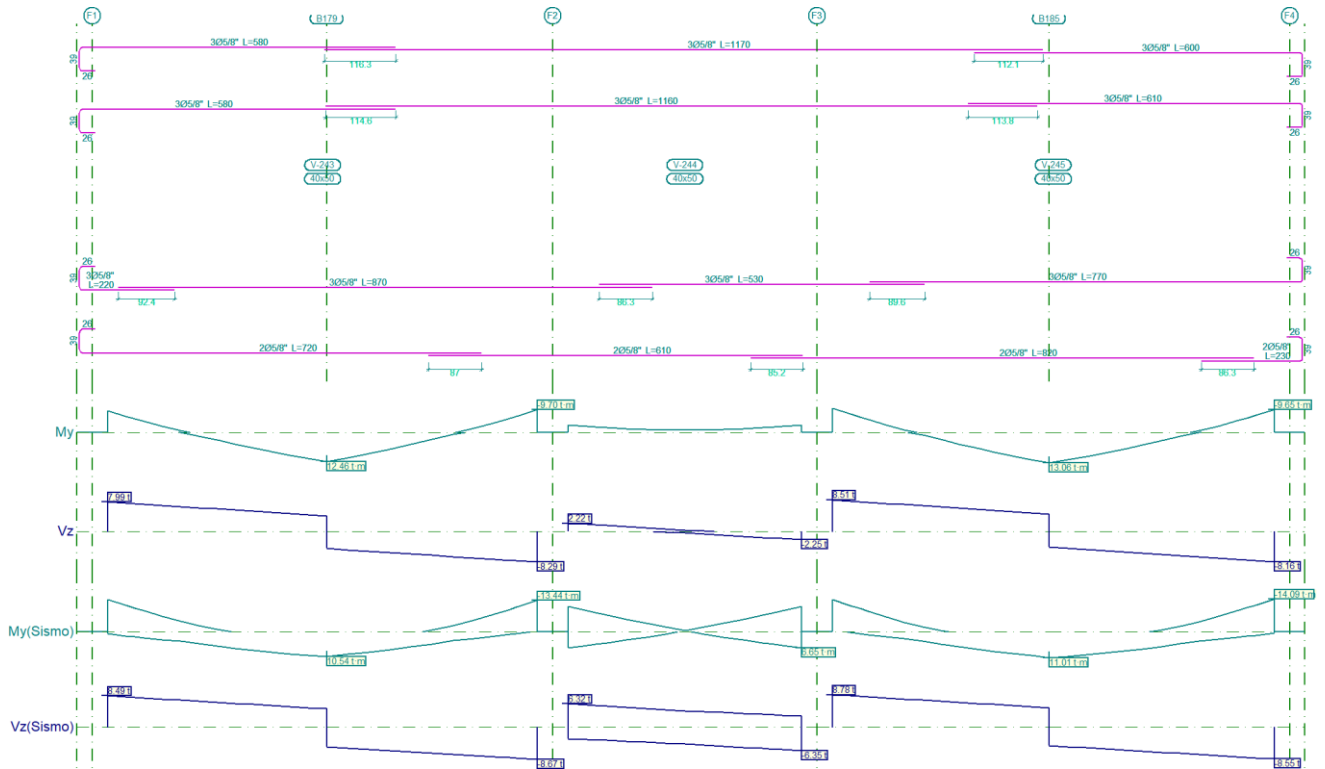 F1 B179 F2 F3 B185 F4
3Ø5/8" L=580 3Ø5/8" L=1170 3Ø5/8" L=600
39 26 116.3 112.1 26 39
3Ø5/8" L=580 3Ø5/8" L=1160 3Ø5/8" L=610
39 26 114.6 113.8 26 39
V-243 V-244 V-245
40x50 40x50 40x50
26 26
39 3Ø5/8" 39
L=220 3Ø5/8" L=870 3Ø5/8" L=530 3Ø5/8" L=770
92.4 86.3 89.6
26 26
39 2Ø5/8" L=720 2Ø5/8" L=610 2Ø5/8" L=820 2Ø5/8" 39
L=230
87 85.2 86.3
-9.70 t·m -9.65 t·m
My
12.46 t·m 13.06 t·m
7.99 t 2.22 t 8.51 t
Vz
-2.25 t
-8.29 t -8.16 t
-13.44 t·m -14.09 t·m
My(Sismo)
10.54 t·m 6.65 t·m 11.01 t·m
8.49 t 6.32 t 8.78 t
Vz(Sismo)
-8.67 t -6.35 t -8.55 t